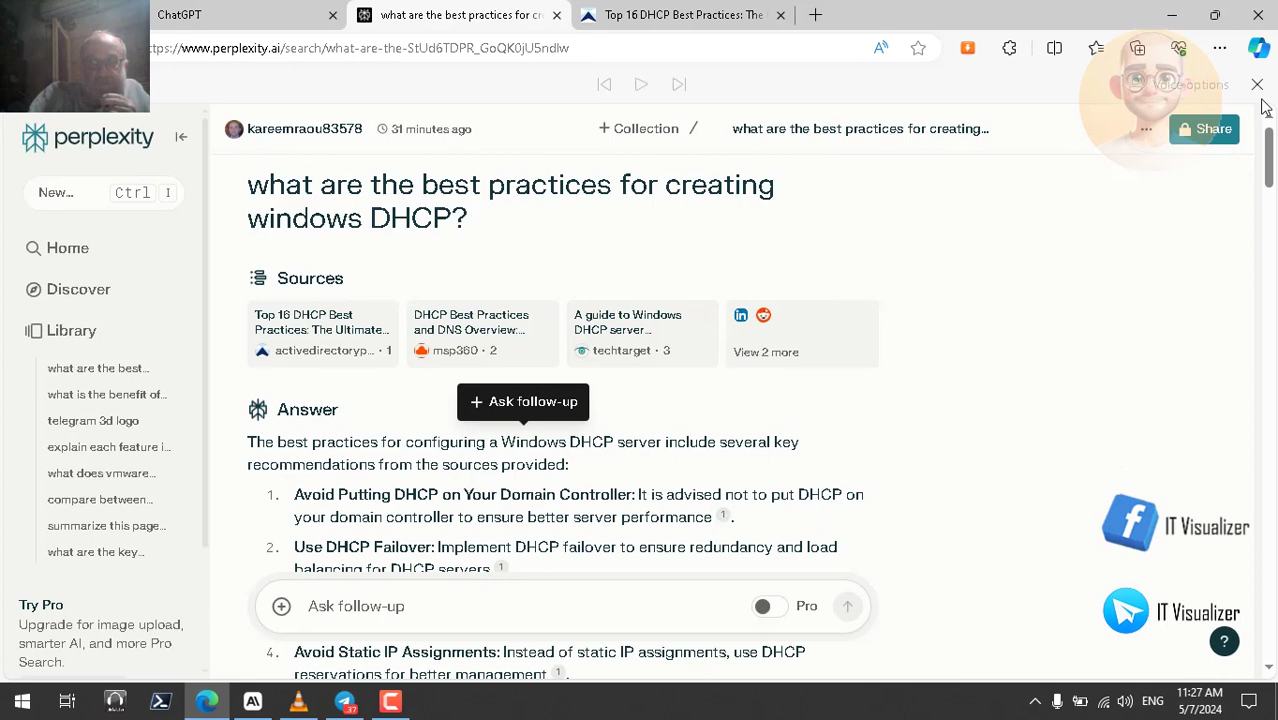 ChatGPT
what are the best practices for cr
Top 16 DHCP Best Practices: The
ttps://www.perplexity.ai/search/what-are-the-StUd6TDPR_GoQK0jU5ndlw
Voice options
perplexity
kareemraou83578
31 minutes ago
Collection /
what are the best practices for creating...
Share
New...
Ctrl I
Home
Discover
Library
what are the best...
what is the benefit of...
telegram 3d logo
explain each feature i...
what does vmware...
compare between...
summarize this page...
what are the key...
Try Pro
Upgrade for image upload,
smarter AI, and more Pro
Search.
what are the best practices for creating
windows DHCP?
Sources
Top 16 DHCP Best
Practices: The Ultimate...
activedirectoryp... · 1
DHCP Best Practices
and DNS Overview:...
msp360 · 2
A guide to Windows
DHCP server...
techtarget · 3
View 2 more
+ Ask follow-up
Answer
The best practices for configuring a Windows DHCP server include several key
recommendations from the sources provided:
1. Avoid Putting DHCP on Your Domain Controller: It is advised not to put DHCP on
your domain controller to ensure better server performance 1.
2. Use DHCP Failover: Implement DHCP failover to ensure redundancy and load
balancing for DHCP servers 1
Ask follow-up
Pro
4. Avoid Static IP Assignments: Instead of static IP assignments, use DHCP
reservations for better management 1.
IT Visualizer
IT Visualizer
?
37
ENG
11:27 AM
5/7/2024